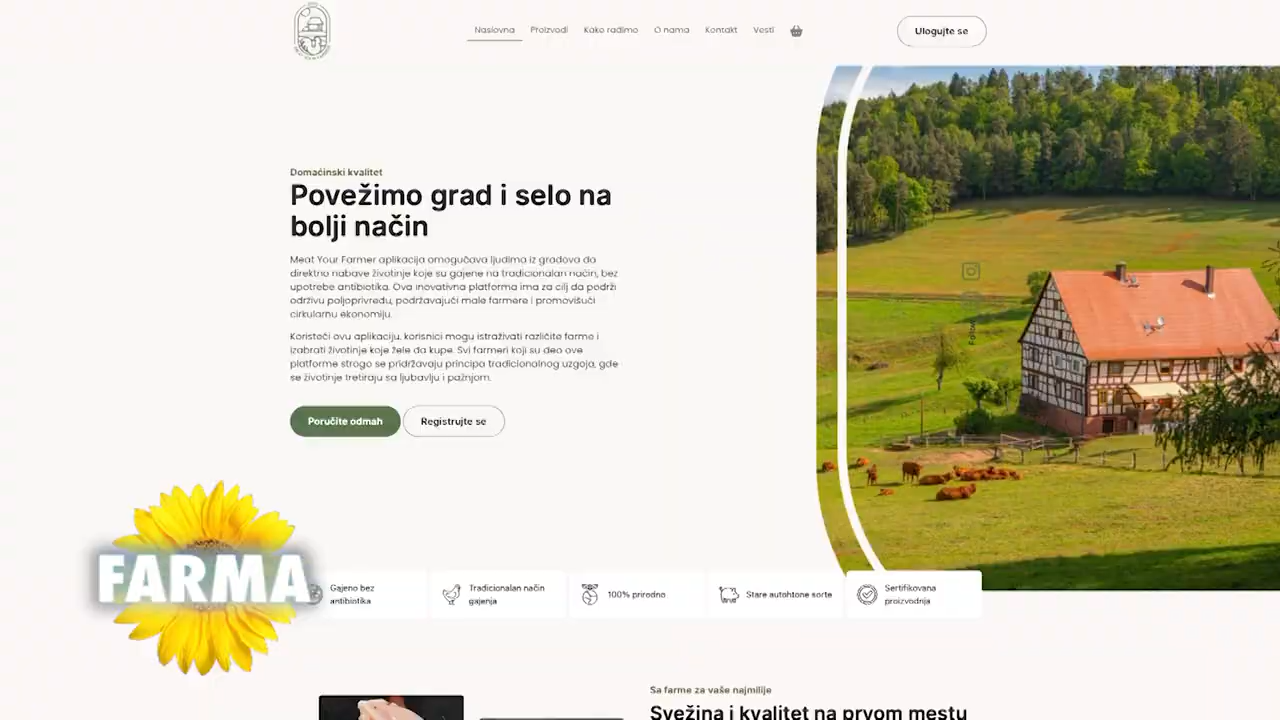 Naslovna Proizvodi Kako radimo O nama Kontakt Vesti
Ulogujte se
Domaćinski kvalitet
Povežimo grad i selo na
bolji način
Meat Your Farmer aplikacija omogućava ljudima iz gradova da
direktno nabave životinje koje su gajene na tradicionalan način, bez
upotrebe antibiotika. Ova inovativna platforma ima za cilj da podrži
održivu poljoprivredu, podržavajući male farmere i promovišući
cirkularnu ekonomiju.
Koristeći ovu aplikaciju, korisnici mogu istraživati različite farme i
izabrati životinje koje žele da kupe. Svi farmeri koji su deo ove
platforme strogo se pridržavaju principa tradicionalnog uzgoja, gde
se životinje tretiraju sa ljubavlju i pažnjom.
Poručite odmah
Registrujte se
Follow
FARMA
Gajeno bez
antibiotika
Tradicionalan način
gajenja
100% prirodno
Stare autohtone sorte
Sertifikovana
proizvodnja
Sa farme za vaše najmilije
Svežina i kvalitet na prvom mestu